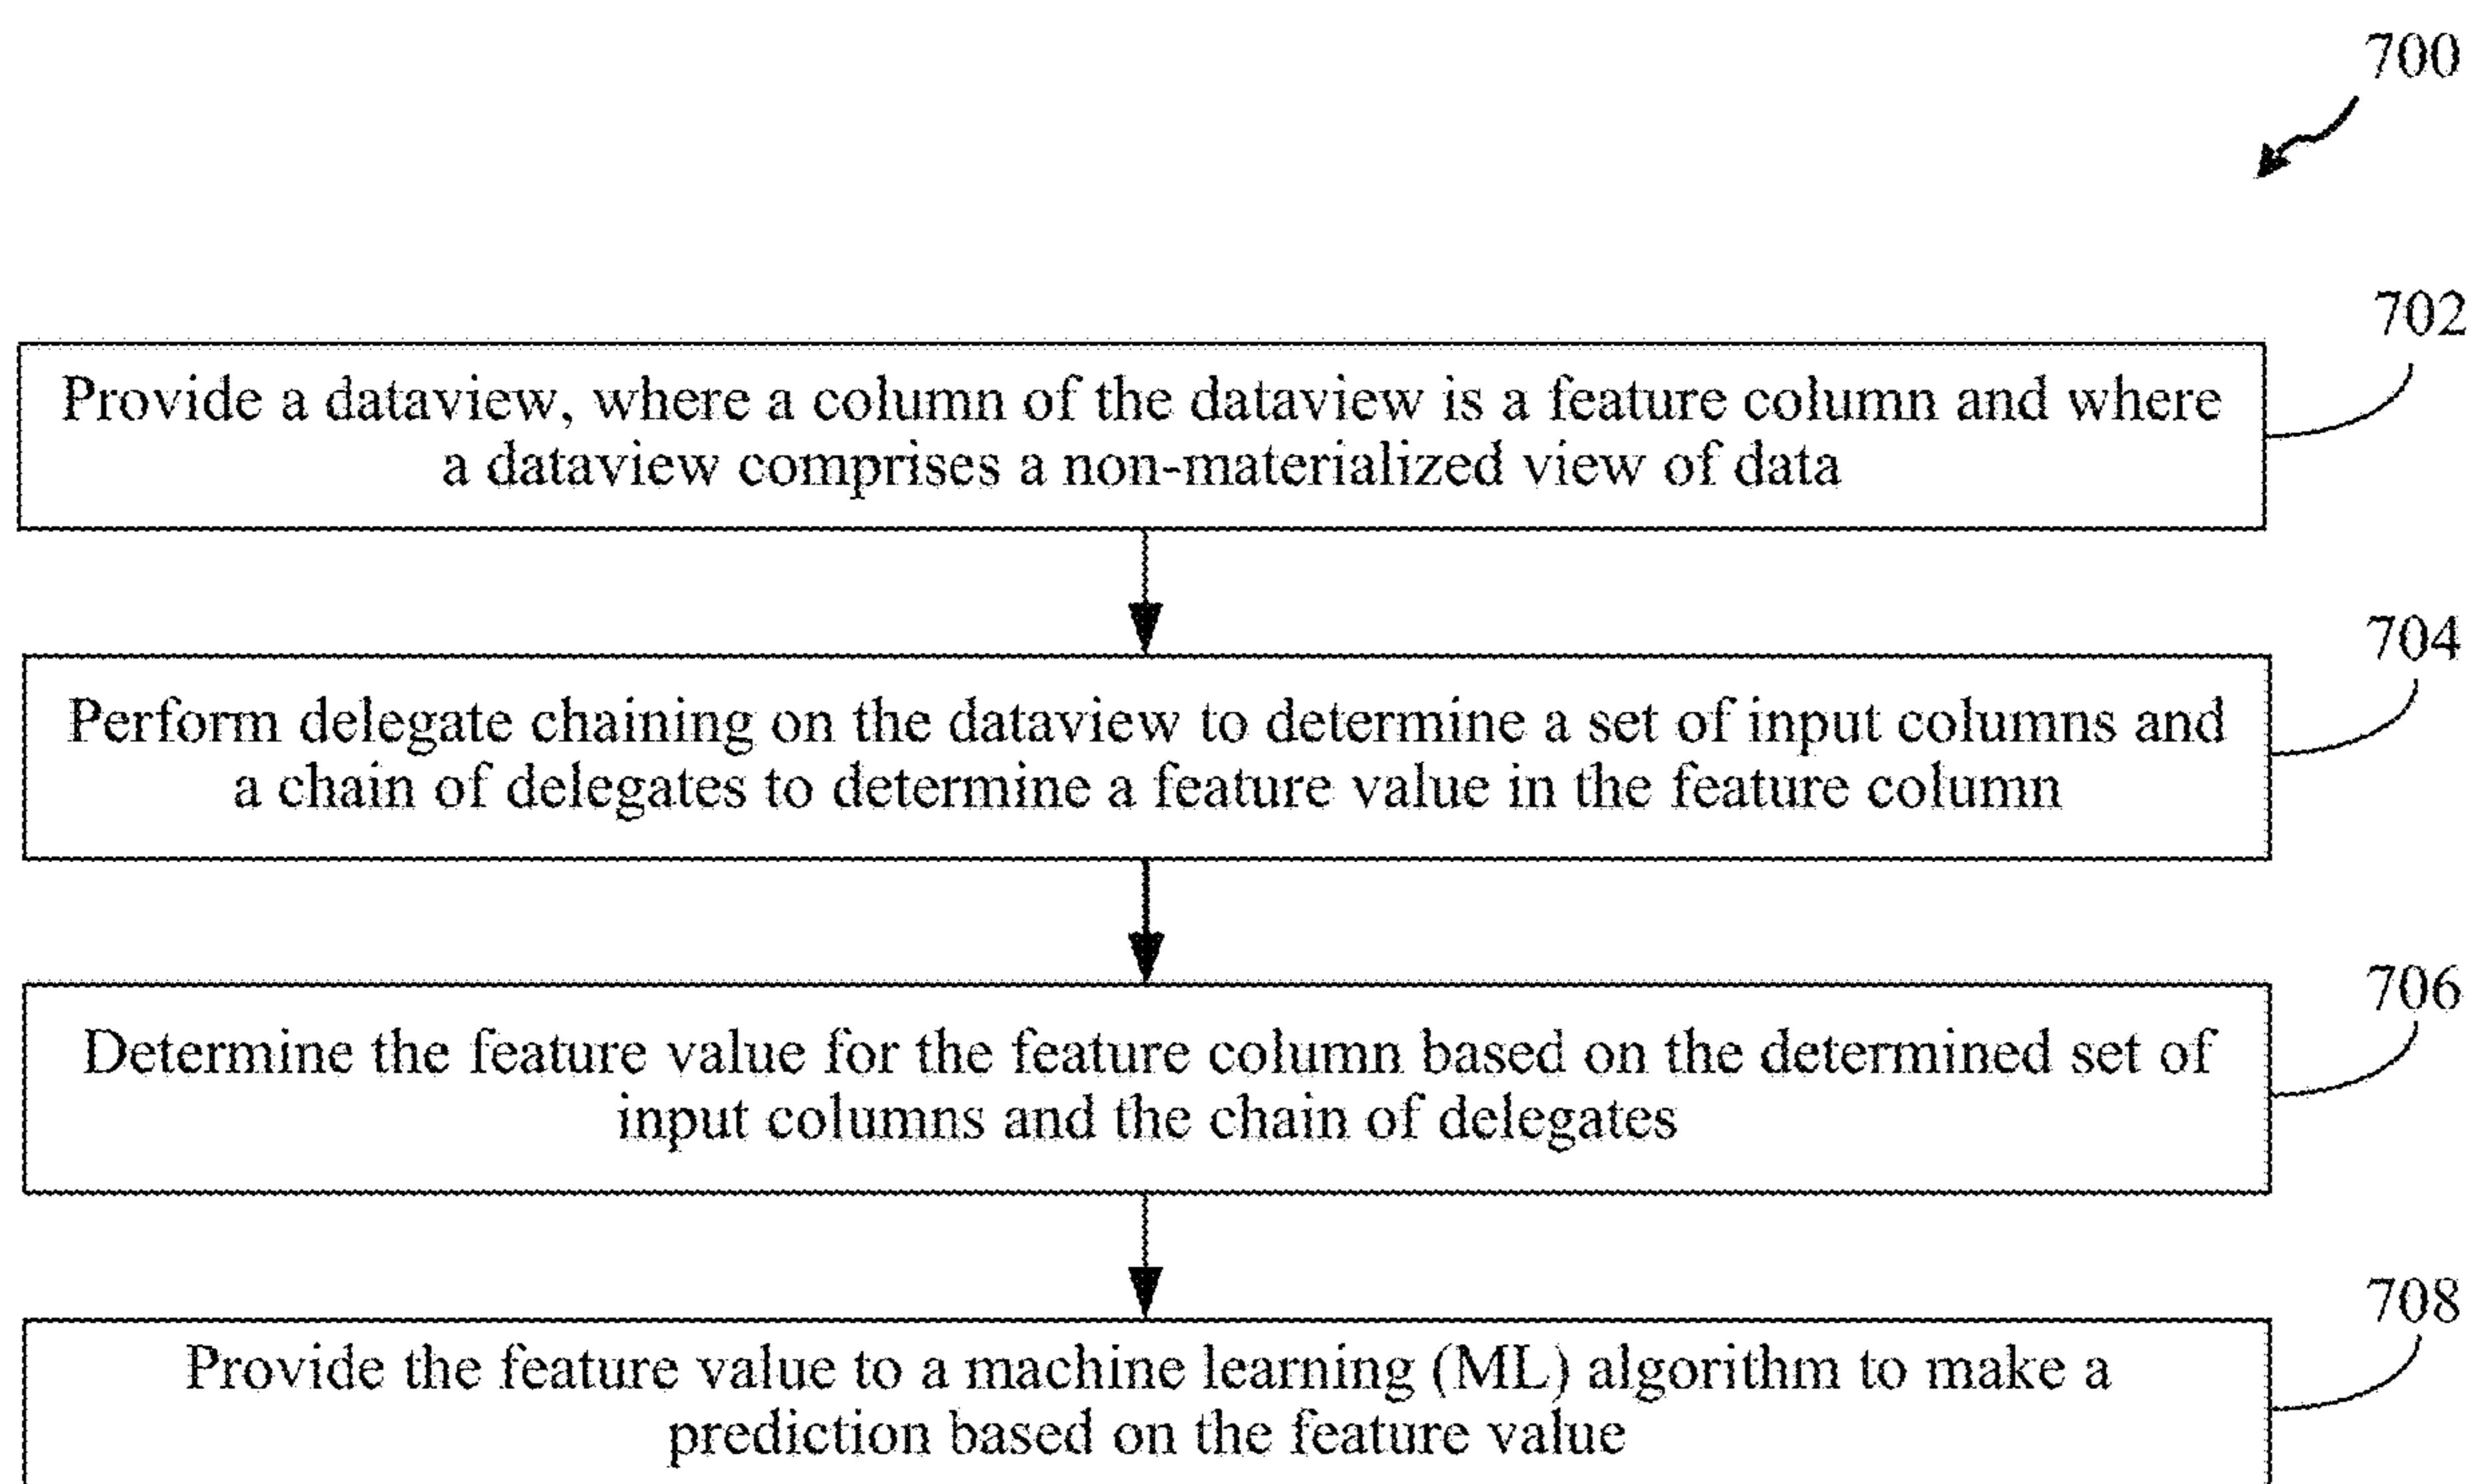 700
702
Provide a dataview, where a column of the dataview is a feature column and where
a dataview comprises a non-materialized view of data
704
Perform delegate chaining on the dataview to determine a set of input columns and
a chain of delegates to determine a feature value in the feature column
706
Determine the feature value for the feature column based on the determined set of
input columns and the chain of delegates
708
Provide the feature value to a machine learning (ML) algorithm to make a
prediction based on the feature value